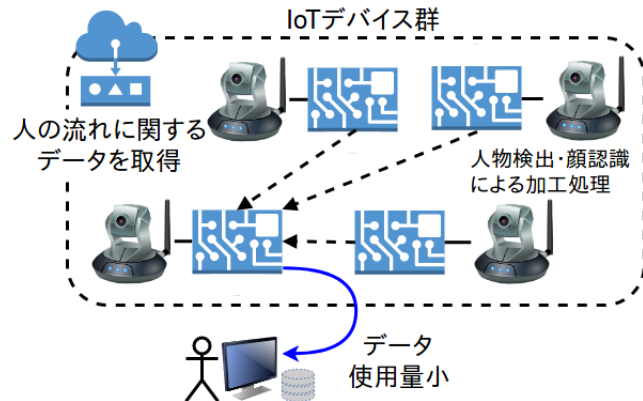 IoTデバイス群
人の流れに関する
データを取得
人物検出・顔認識
による加工処理
データ
使用量小